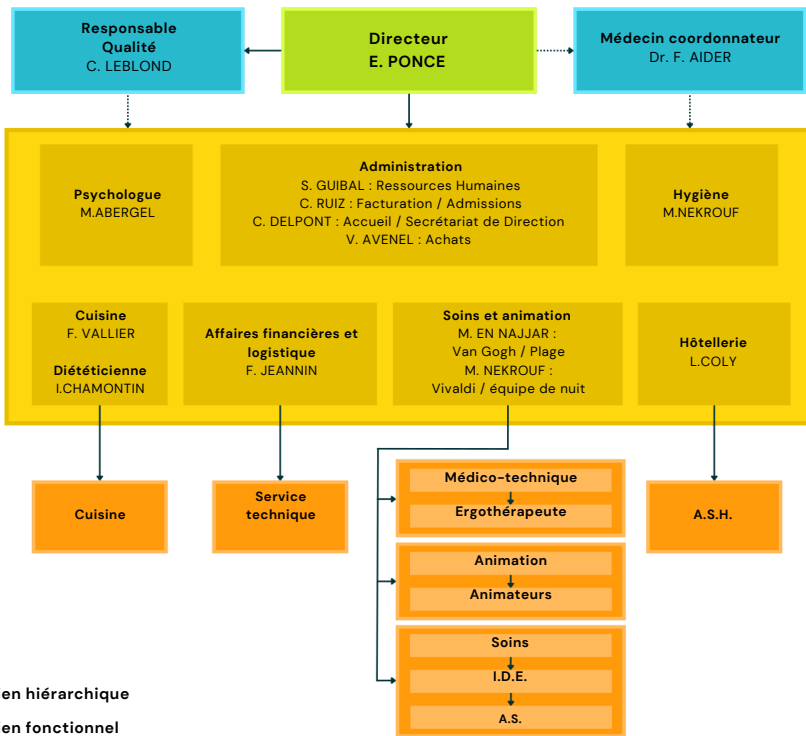 Responsable
Qualité
C. LEBLOND
Directeur
E. PONCE
Médecin coordonnateur
Dr. F. AIDER
Psychologue
M.ABERGEL
Administration
S. GUIBAL : Ressources Humaines
C. RUIZ : Facturation / Admissions
C. DELPONT : Accueil / Secrétariat de Direction
V. AVENEL : Achats
Hygiène
M.NEKROUF
Cuisine
F. VALLIER
Diététicienne
I.CHAMONTIN
Affaires financières et
logistique
F. JEANNIN
Soins et animation
M. EN NAJJAR :
Van Gogh / Plage
M. NEKROUF :
Vivaldi / équipe de nuit
Hôtellerie
L.COLY
Cuisine
Service
technique
Médico-technique
Ergothérapeute
A.S.H.
Animation
Animateurs
Soins
I.D.E.
A.S.
en hiérarchique
en fonctionnel